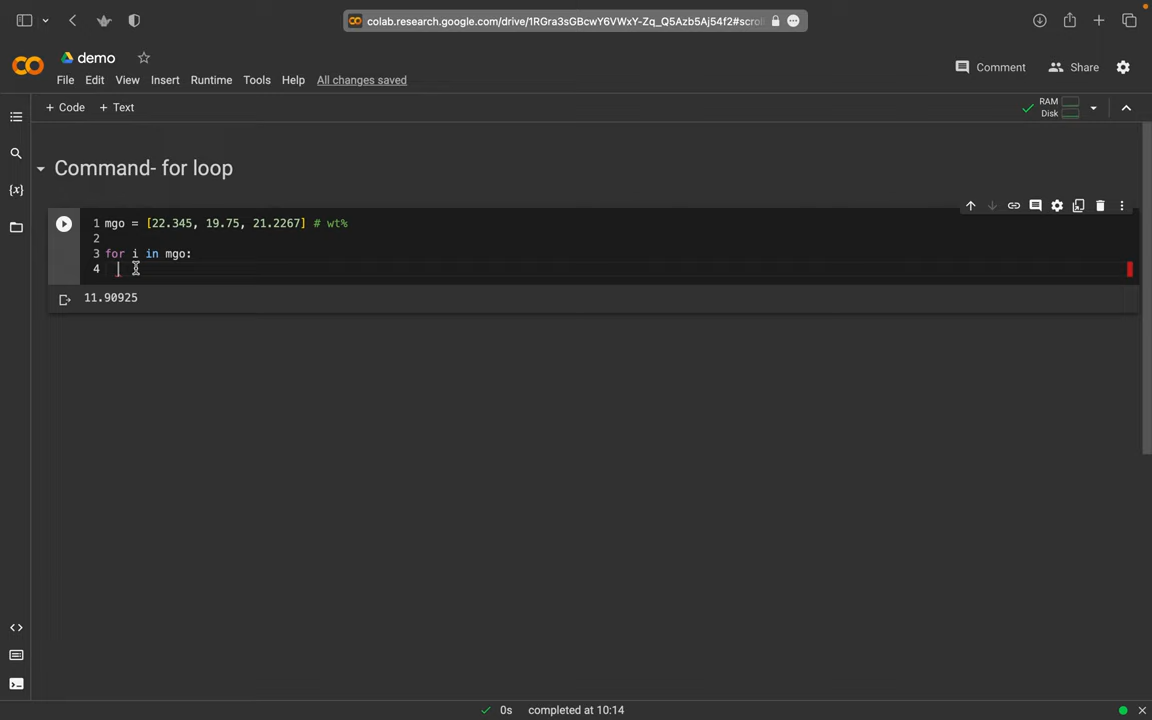 colab.research.google.com/drive/1RGra3sGBcwY6VWxY-Zq_Q5Azb5Aj54f2#scrol
demo
File Edit View Insert Runtime Tools Help All changes saved
Comment Share
+ Code + Text
RAM
Disk
Command- for loop
1 mgo = [22.345, 19.75, 21.2267] # wt%
2
3 for i in mgo:
4
11.90925
0s completed at 10:14